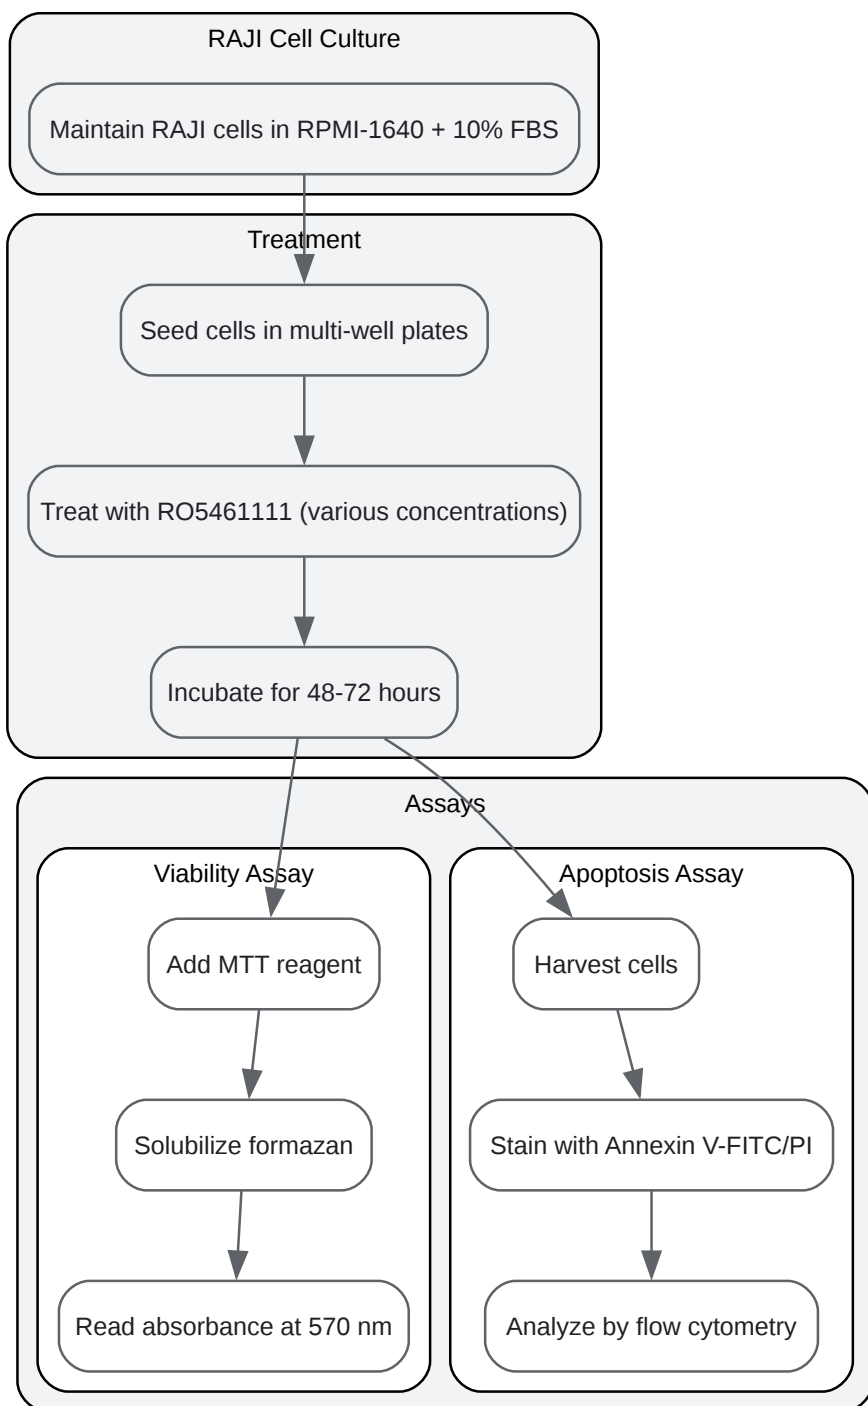 RAJI Cell Culture
Maintain RAJI cells in RPMI-1640 + 10% FBS
Treatment
Seed cells in multi-well plates
Treat with RO5461111 (various concentrations)
Incubate for 48-72 hours
Assays
Viability Assay
Add MTT reagent
Solubilize formazan
Read absorbance at 570 nm
Apoptosis Assay
Harvest cells
Stain with Annexin V-FITC/PI
Analyze by flow cytometry